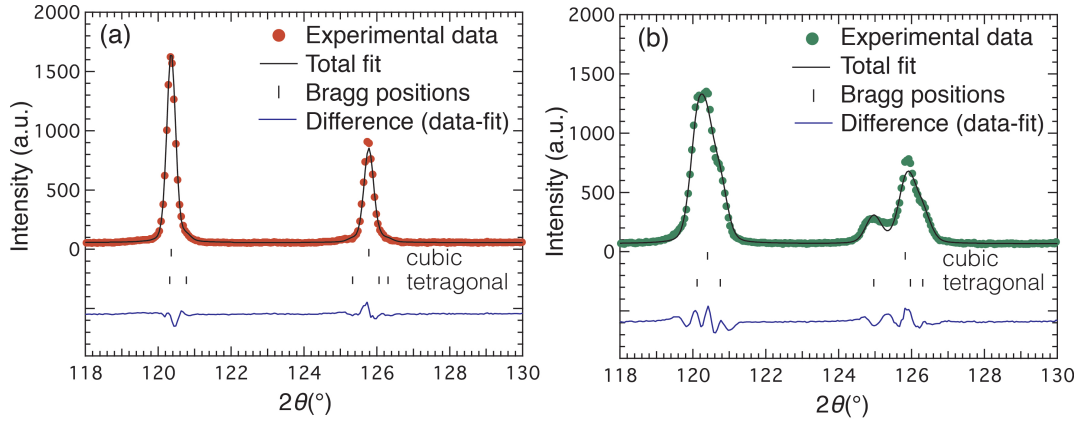 (a)
Experimental data
Total fit
Bragg positions
Difference (data-fit)
2000
1500
1000
500
0
Intensity (a.u.)
cubic
tetragonal
118 120 122 124 126 128 130
2θ(°)
(b)
Experimental data
Total fit
Bragg positions
Difference (data-fit)
2000
1500
1000
500
0
Intensity (a.u.)
cubic
tetragonal
118 120 122 124 126 128 130
2θ(°)